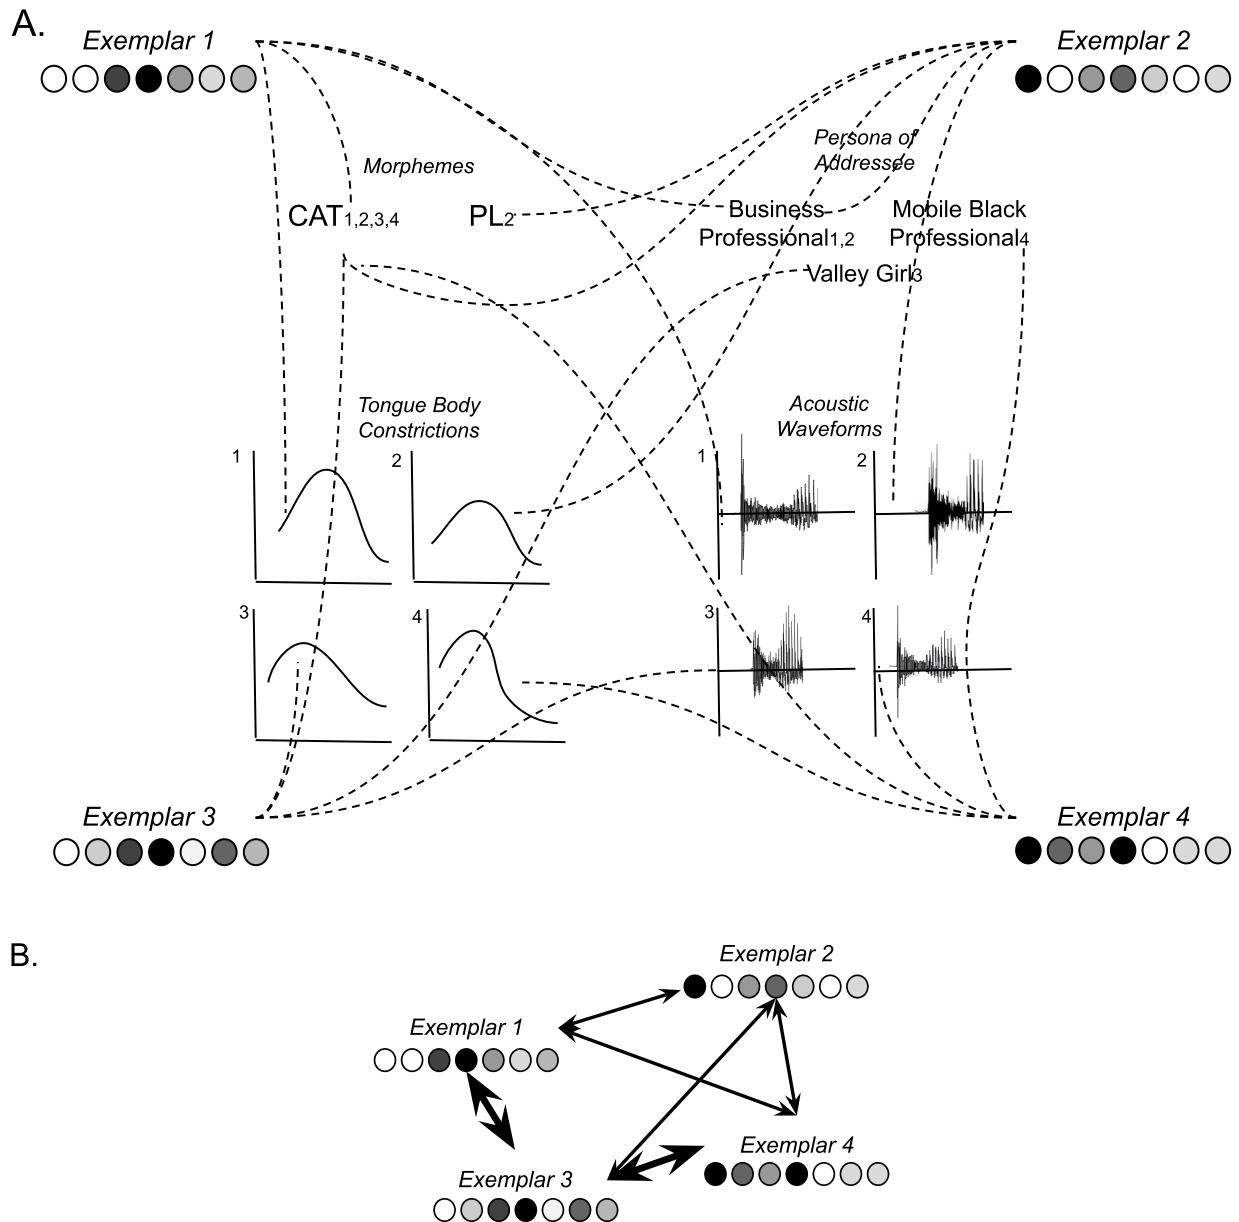 A.
Exemplar 1
Exemplar 2
Persona of
Addressee
Morphemes
CAT1,2,3,4
PL2
Business
Professional1,2
Mobile Black
Professional4
Valley Girl3
Tongue Body
Constrictions
Acoustic
Waveforms
1
2
1
2
3
4
3
4
Exemplar 3
Exemplar 4
B.
Exemplar 2
Exemplar 1
Exemplar 4
Exemplar 3